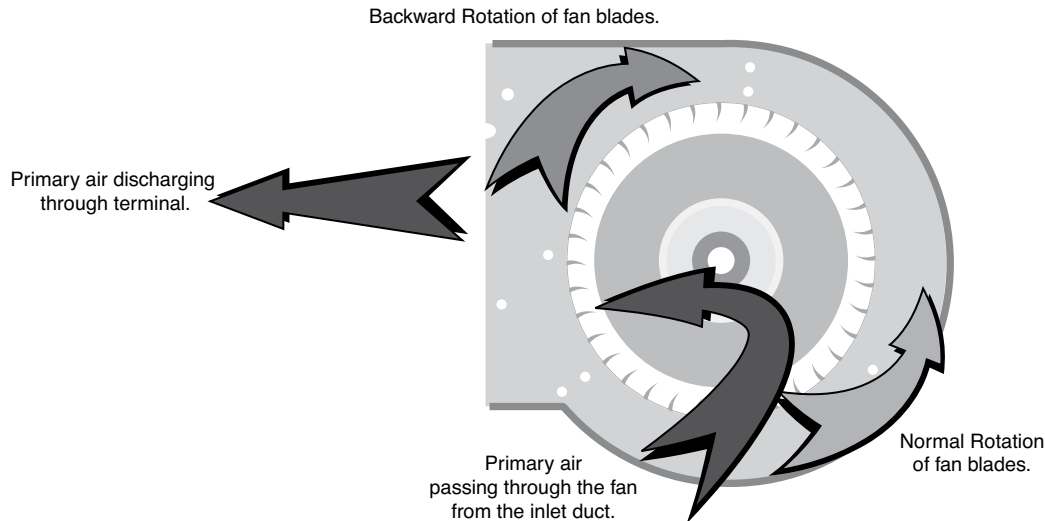 Backward Rotation of fan blades.
Primary air discharging
through terminal.
Normal Rotation
of fan blades.
Primary air
passing through the fan
from the inlet duct.